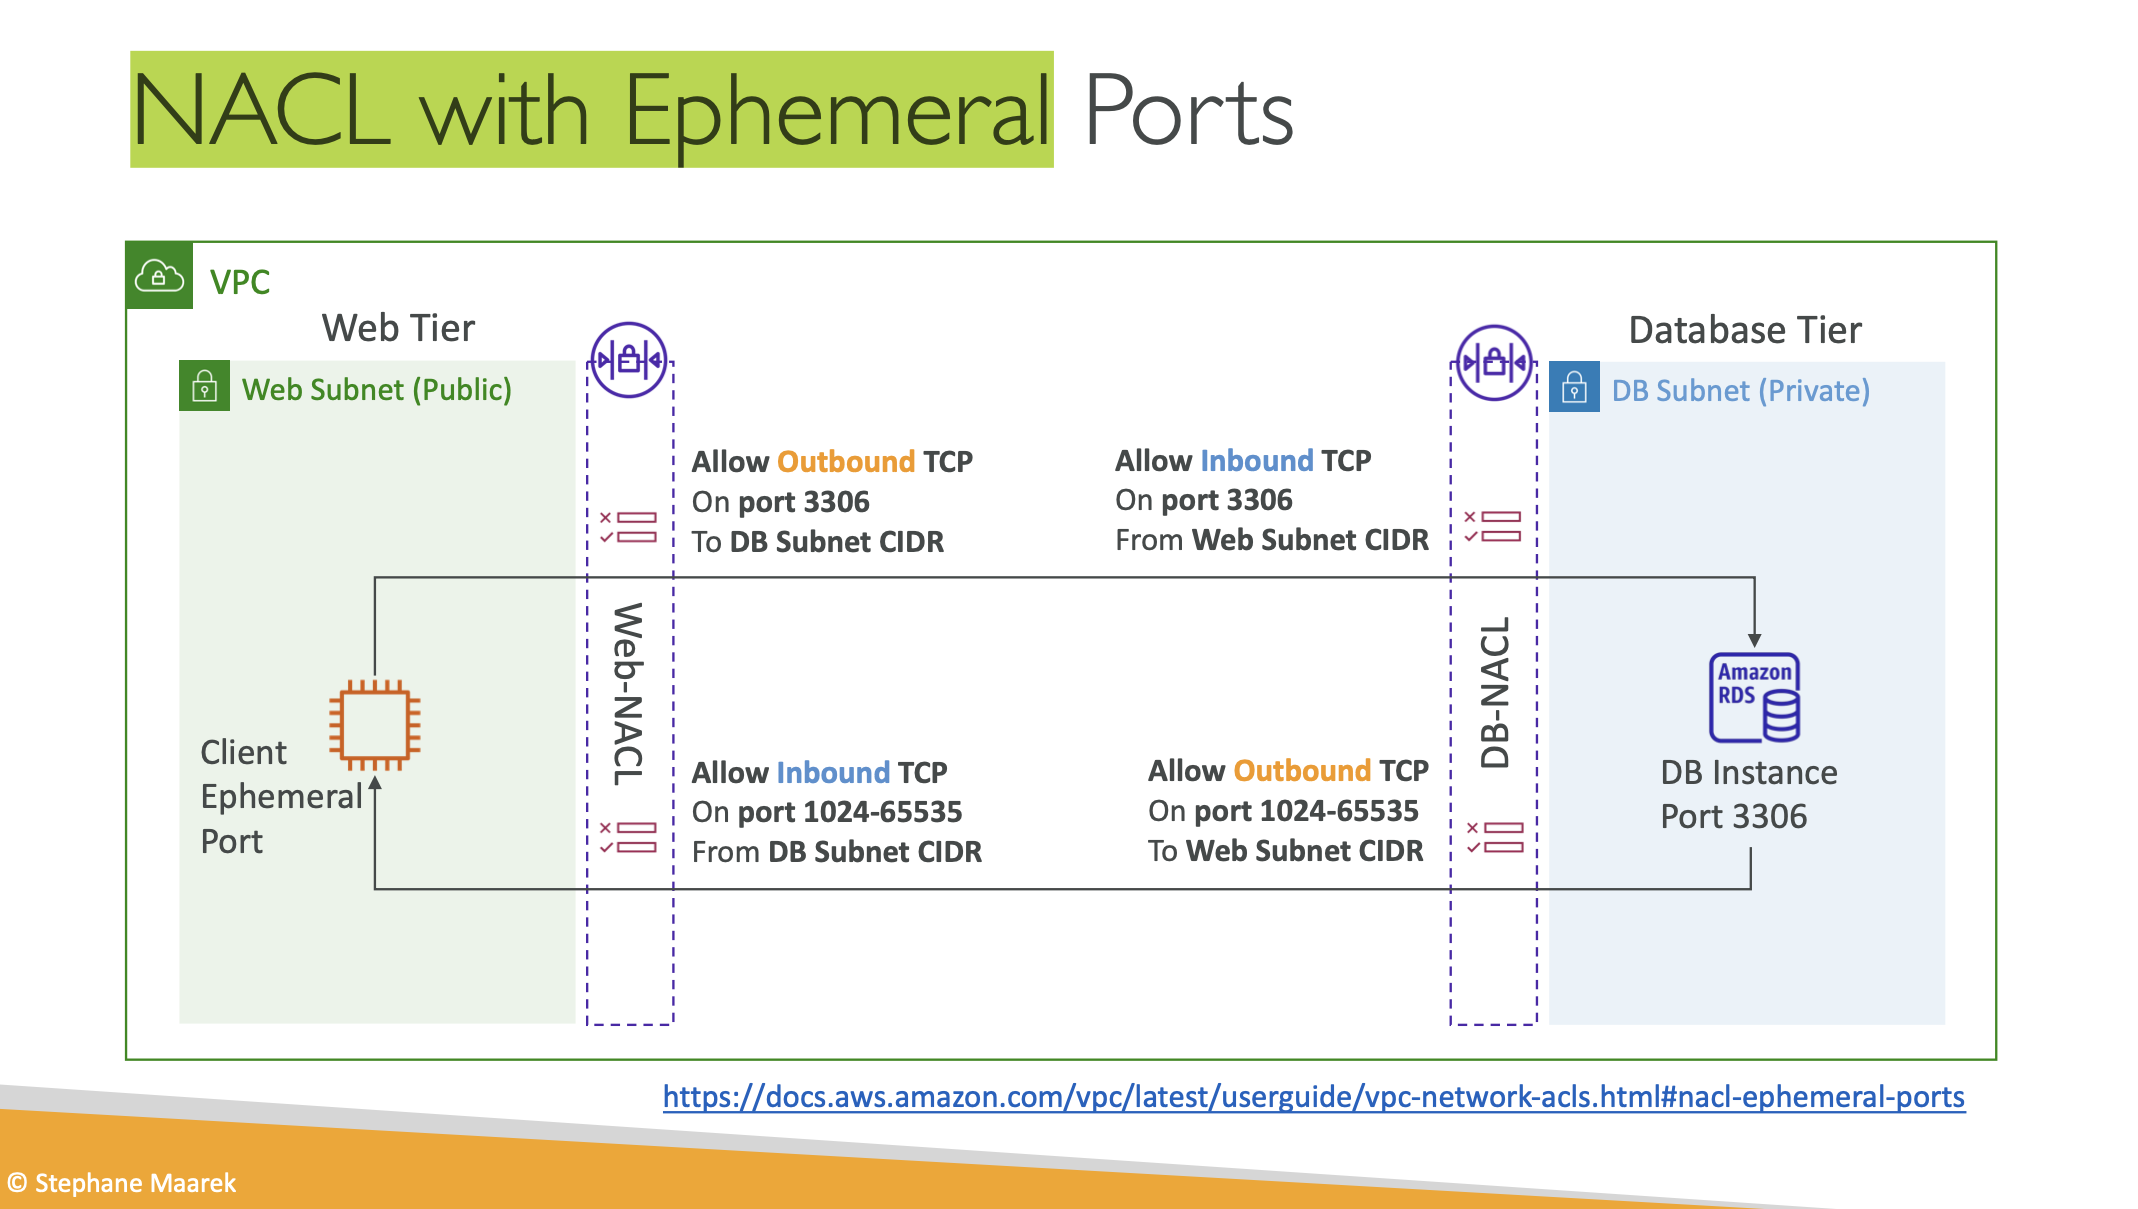 NACL with Ephemeral Ports
VPC
Web Tier
Database Tier
Web Subnet (Public)
DB Subnet (Private)
Allow Outbound TCP
On port 3306
To DB Subnet CIDR
Allow Inbound TCP
On port 3306
From Web Subnet CIDR
Web-NACL
DB-NACL
Amazon
RDS
Client
Ephemeral
Port
Allow Inbound TCP
On port 1024-65535
From DB Subnet CIDR
Allow Outbound TCP
On port 1024-65535
To Web Subnet CIDR
DB Instance
Port 3306
https://docs.aws.amazon.com/vpc/latest/userguide/vpc-network-acls.html#nacl-ephemeral-ports
© Stephane Maarek